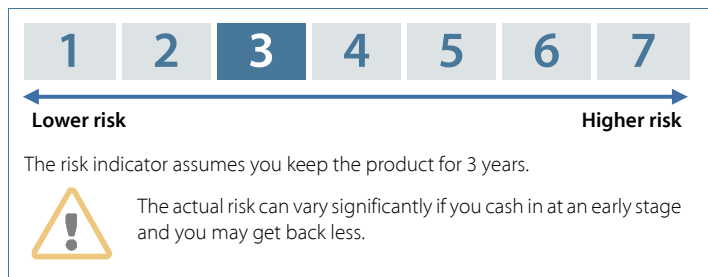 1 2 3 4 5 6 7
Lower risk Higher risk
The risk indicator assumes you keep the product for 3 years.
The actual risk can vary significantly if you cash in at an early stage
and you may get back less.